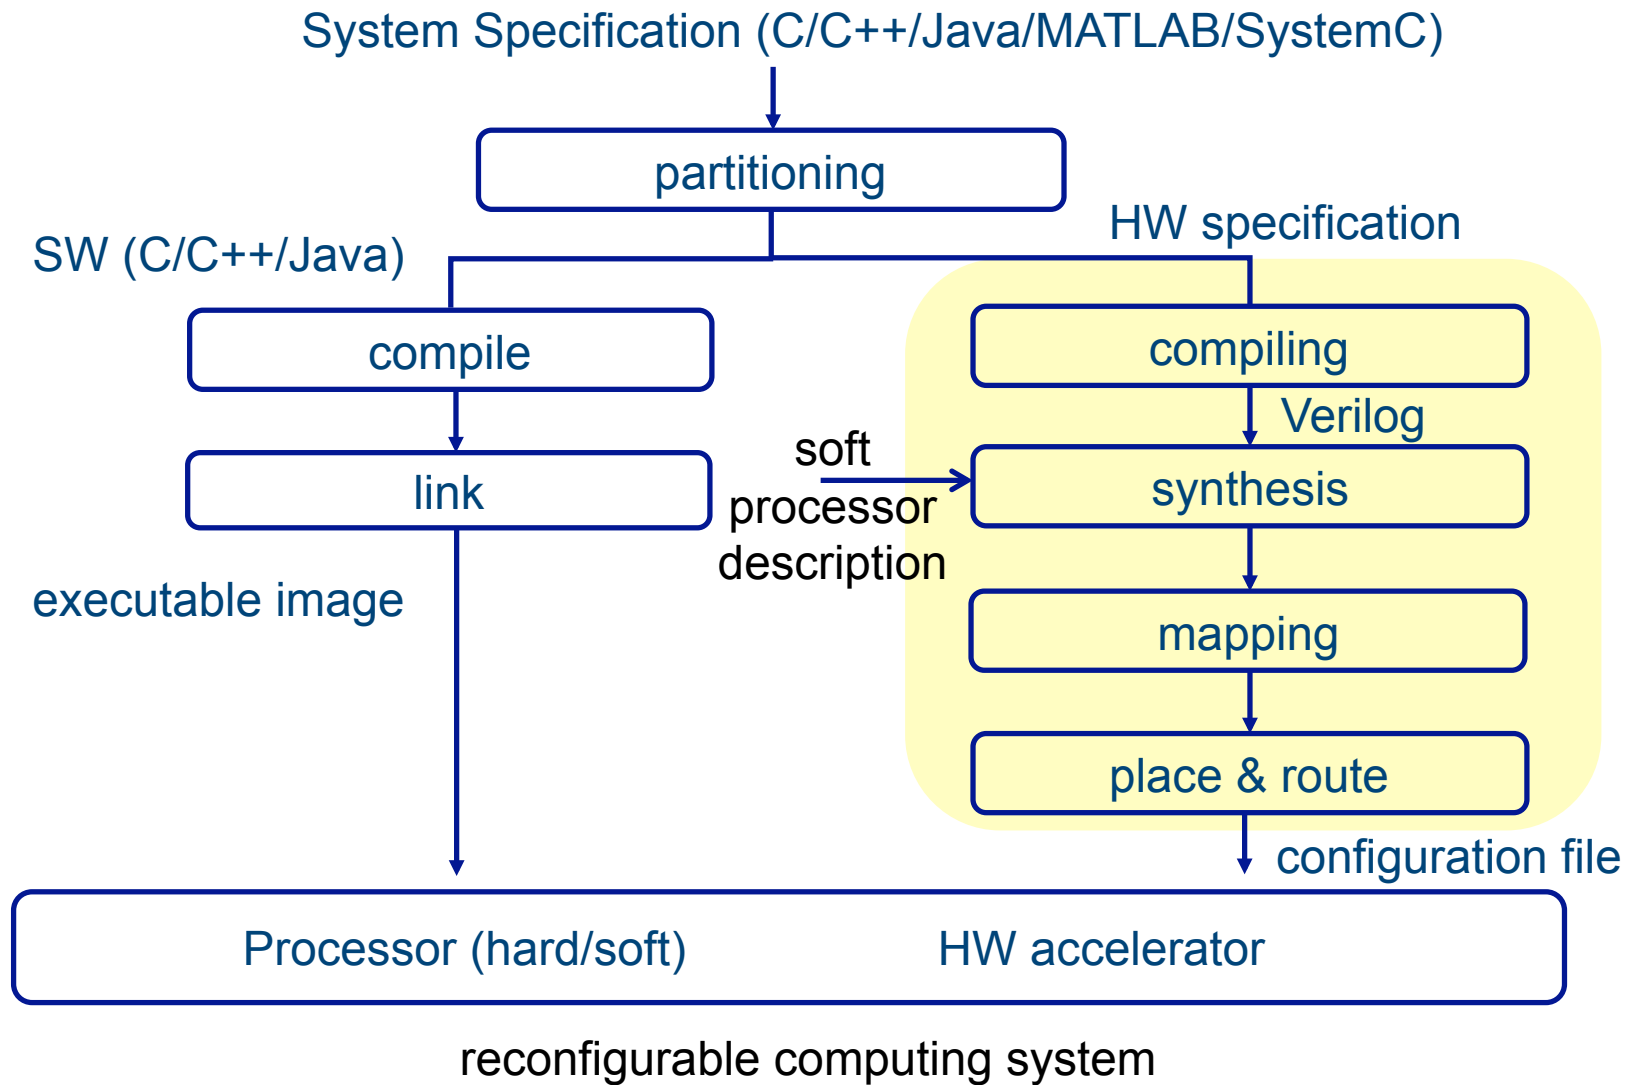 System Specification (C/C++/Java/MATLAB/SystemC)
partitioning
HW specification
SW (C/C++/Java)
compile
compiling
Verilog
soft
processor
description
link
synthesis
executable image
mapping
place & route
configuration file
Processor (hard/soft)
HW accelerator
reconfigurable computing system